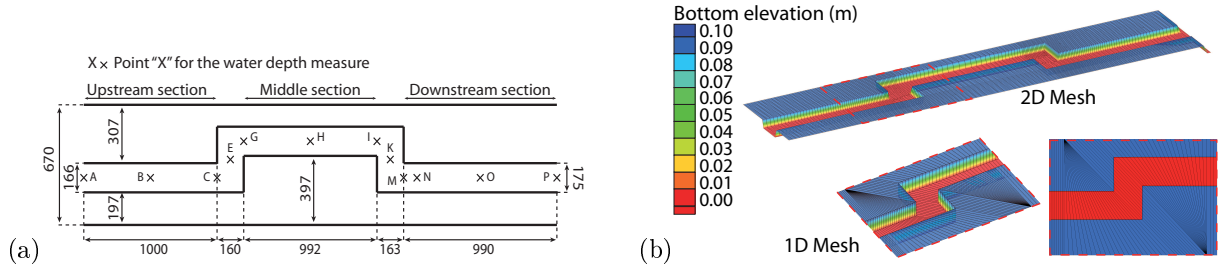 X × Point "X" for the water depth measure
Upstream section
Middle section
Downstream section
670
307
166
197
397
175
A
B
C
E
G
H
I
K
M
N
O
P
1000
160
992
163
990
(a)
Bottom elevation (m)
0.10
0.09
0.08
0.07
0.06
0.05
0.04
0.03
0.02
0.01
0.00
2D Mesh
1D Mesh
(b)